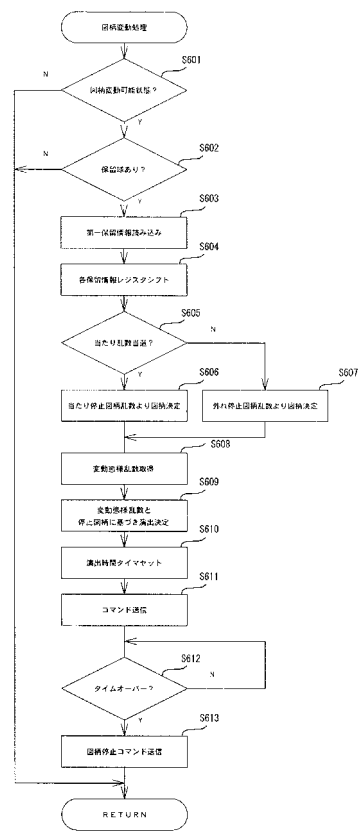 図柄変動処理
S601
N
図柄変動可能状態？
Y
S602
N
保留球あり？
Y
S603
第一保留情報読み込み
S604
各保留情報レジスタシフト
S605
当たり乱数当選？
N
Y
S606
当たり停止図柄乱数より図柄決定
S607
外れ停止図柄乱数より図柄決定
S608
変動態様乱数取得
S609
変動態様乱数と
停止図柄に基づき演出決定
S610
演出時間タイマセット
S611
コマンド送信
S612
タイムオーバー？
N
Y
S613
図柄停止コマンド送信
RETURN